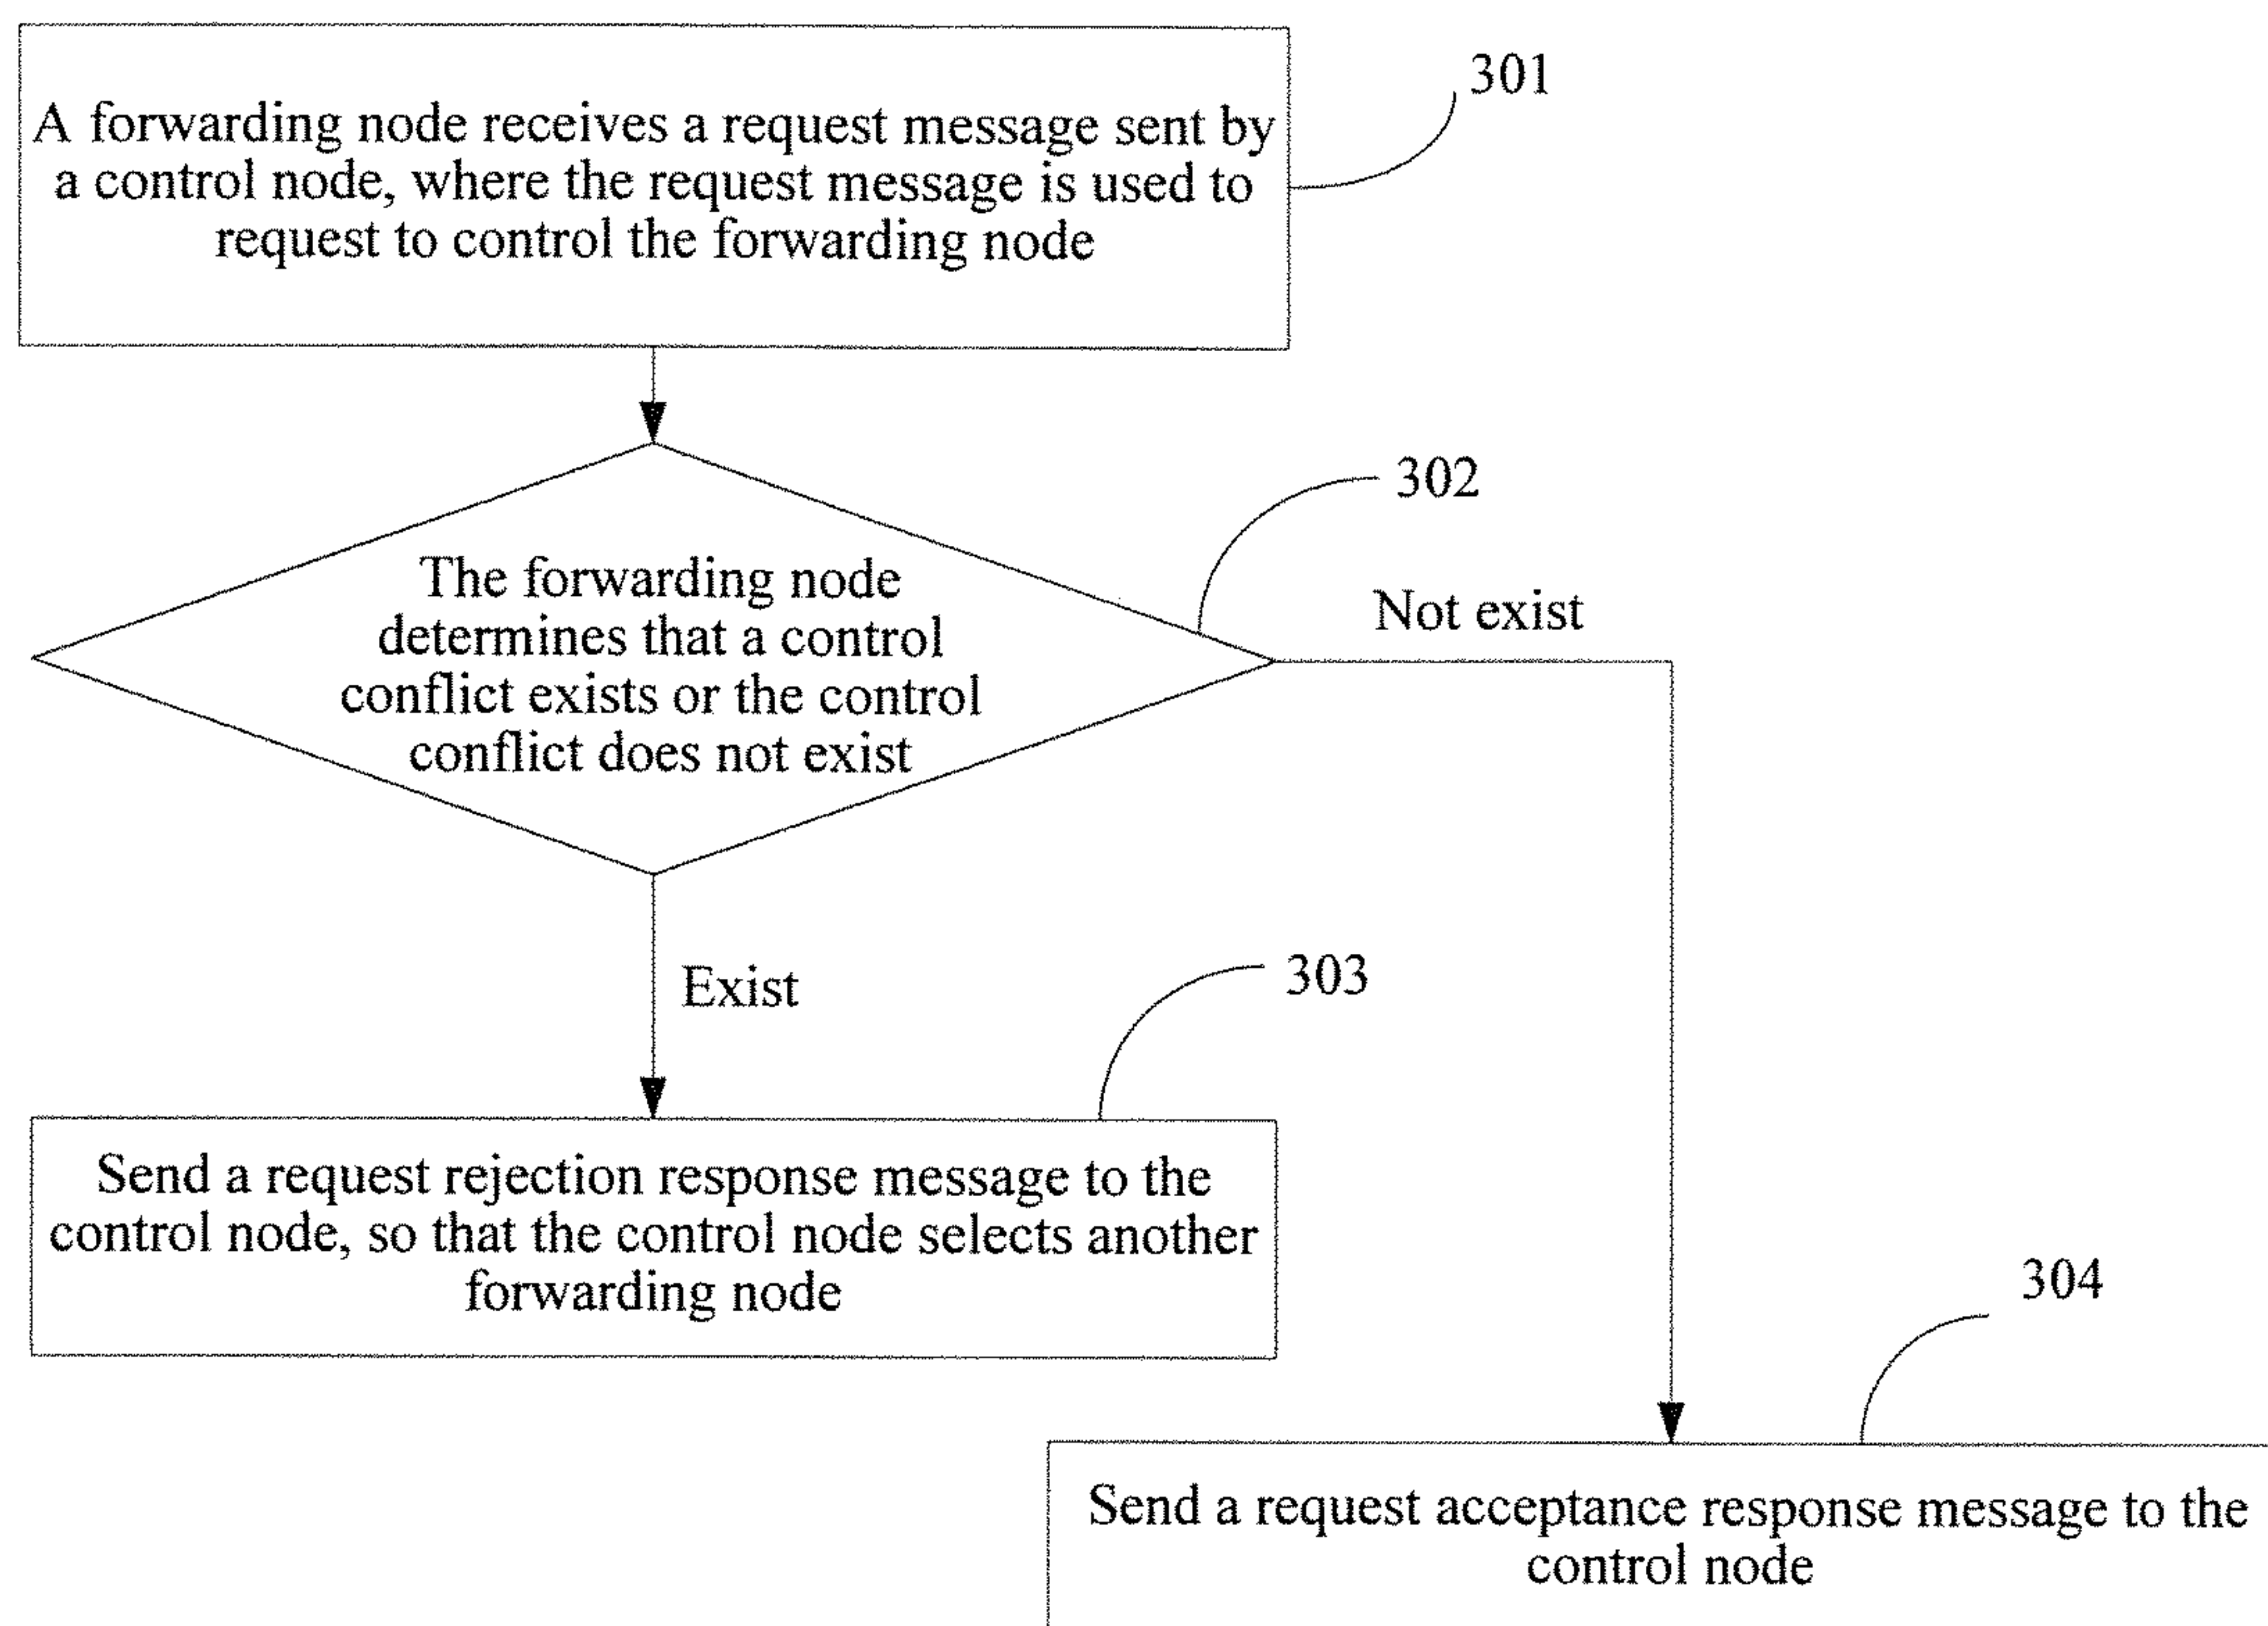 301
A forwarding node receives a request message sent by
a control node, where the request message is used to
request to control the forwarding node
302
The forwarding node
determines that a control
conflict exists or the control
conflict does not exist
Not exist
Exist
303
Send a request rejection response message to the
control node, so that the control node selects another
forwarding node
304
Send a request acceptance response message to the
control node